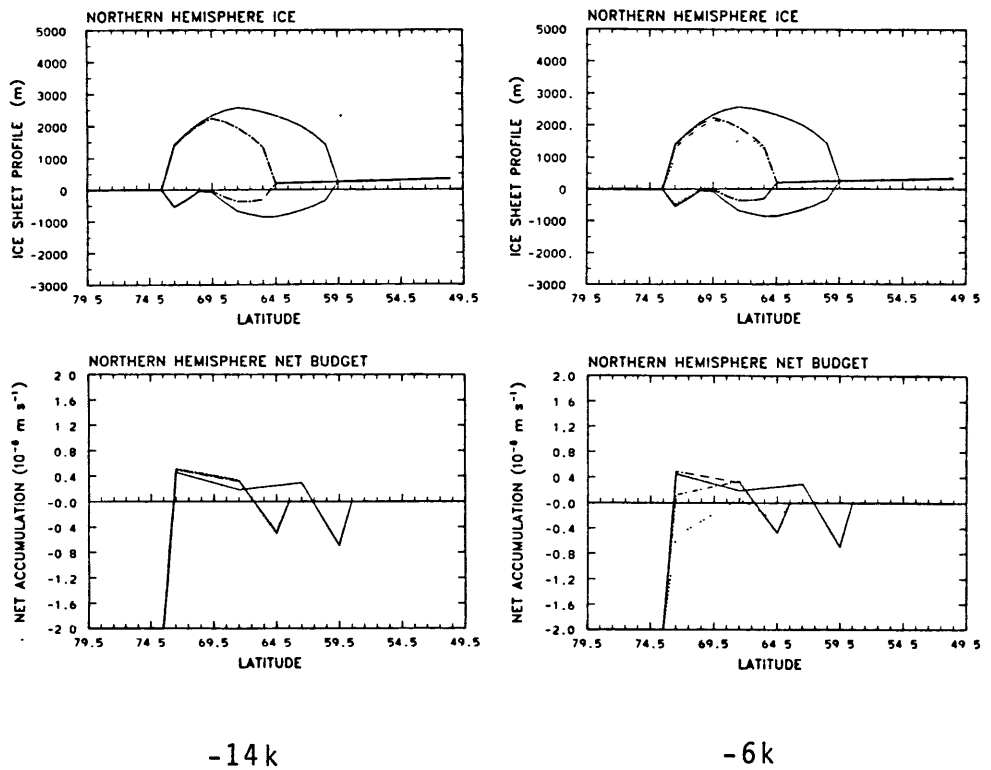 NORTHERN HEMISPHERE ICE
ICE SHEET PROFILE (m)
5000
4000
3000
2000
1000
0
-1000
-2000
-3000
79 5 74 5 69 5 64 5 59 5 54.5 49.5
LATITUDE
NORTHERN HEMISPHERE ICE
ICE SHEET PROFILE (m)
5000
4000
3000
2000.
1000.
0
-1000
-2000.
-3000
79 5 74 5 69 5 64 5 59 5 54 5 49 5
LATITUDE
NORTHERN HEMISPHERE NET BUDGET
NET ACCUMULATION (10⁻⁸ m s⁻¹)
2 0
1 6
1 2
0 8
0 4
-0.0
-0.4
-0 8
-1.2
-1.6
-2.0
79.5 74 5 69.5 64 5 59.5 54.5 49.5
LATITUDE
NORTHERN HEMISPHERE NET BUDGET
NET ACCUMULATION (10⁻⁸ m s⁻¹)
2 0
1.6
1.2
0.8
0 4
-0.0
-0.4
-0.8
-1.2
-1 6
-2.0
79.5 74.5 69.5 64 5 59.5 54 5 49 5
LATITUDE
-14k
-6k